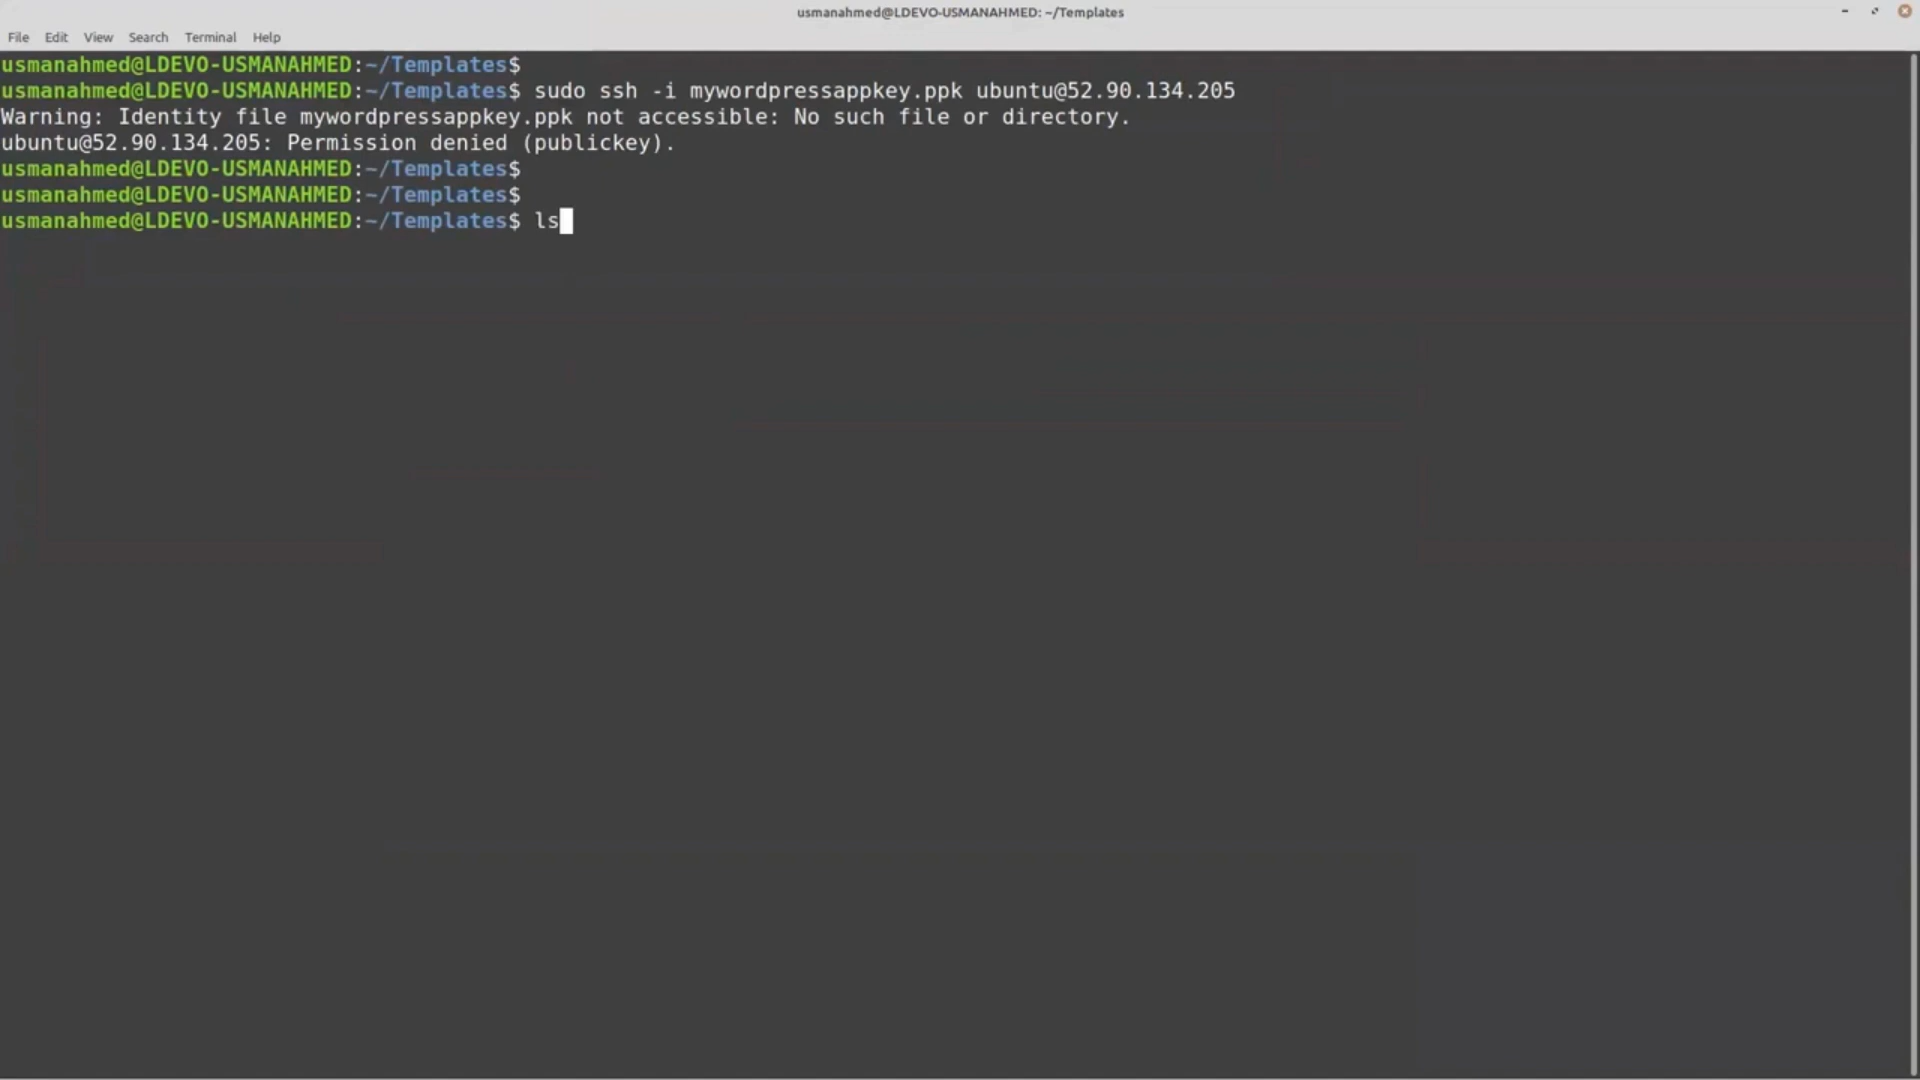 usmanahmed@LDEVO-USMANAHMED: ~/Templates
File Edit View Search Terminal Help
usmanahmed@LDEVO-USMANAHMED:~/Templates$
usmanahmed@LDEVO-USMANAHMED:~/Templates$ sudo ssh -i mywordpressappkey.ppk ubuntu@52.90.134.205
Warning: Identity file mywordpressappkey.ppk not accessible: No such file or directory.
ubuntu@52.90.134.205: Permission denied (publickey).
usmanahmed@LDEVO-USMANAHMED:~/Templates$
usmanahmed@LDEVO-USMANAHMED:~/Templates$
usmanahmed@LDEVO-USMANAHMED:~/Templates$ ls